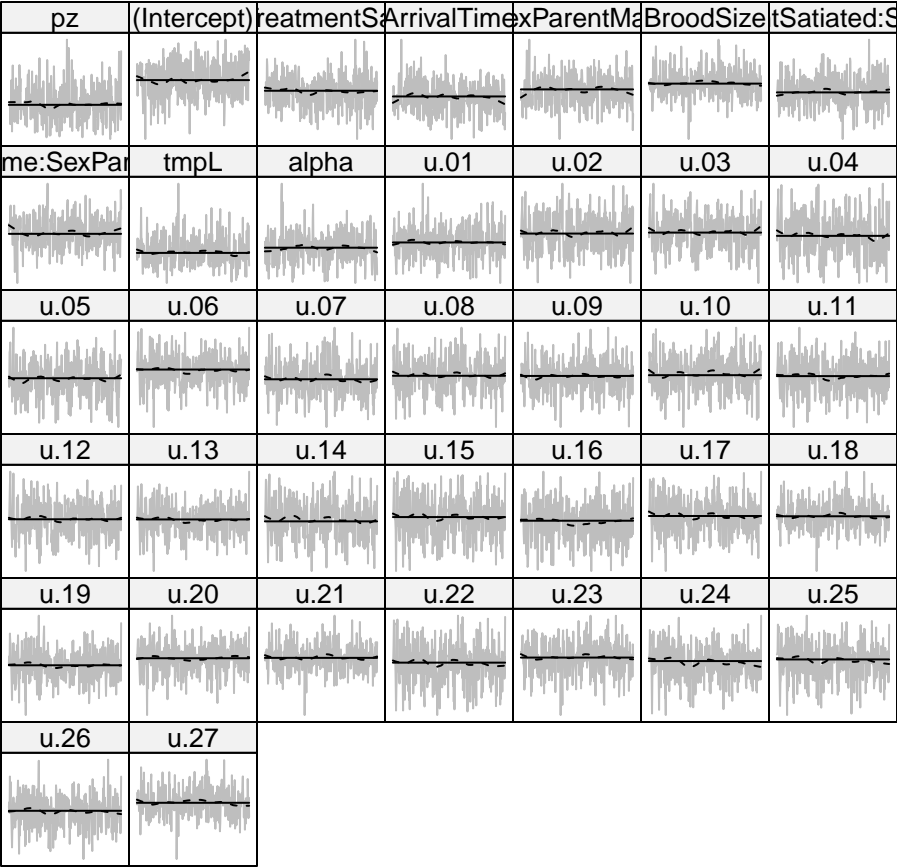 pz (Intercept) reatmentSa ArrivalTime exParentMa BroodSize tSatiated:S
me:SexPar tmpL alpha u.01 u.02 u.03 u.04
u.05 u.06 u.07 u.08 u.09 u.10 u.11
u.12 u.13 u.14 u.15 u.16 u.17 u.18
u.19 u.20 u.21 u.22 u.23 u.24 u.25
u.26 u.27